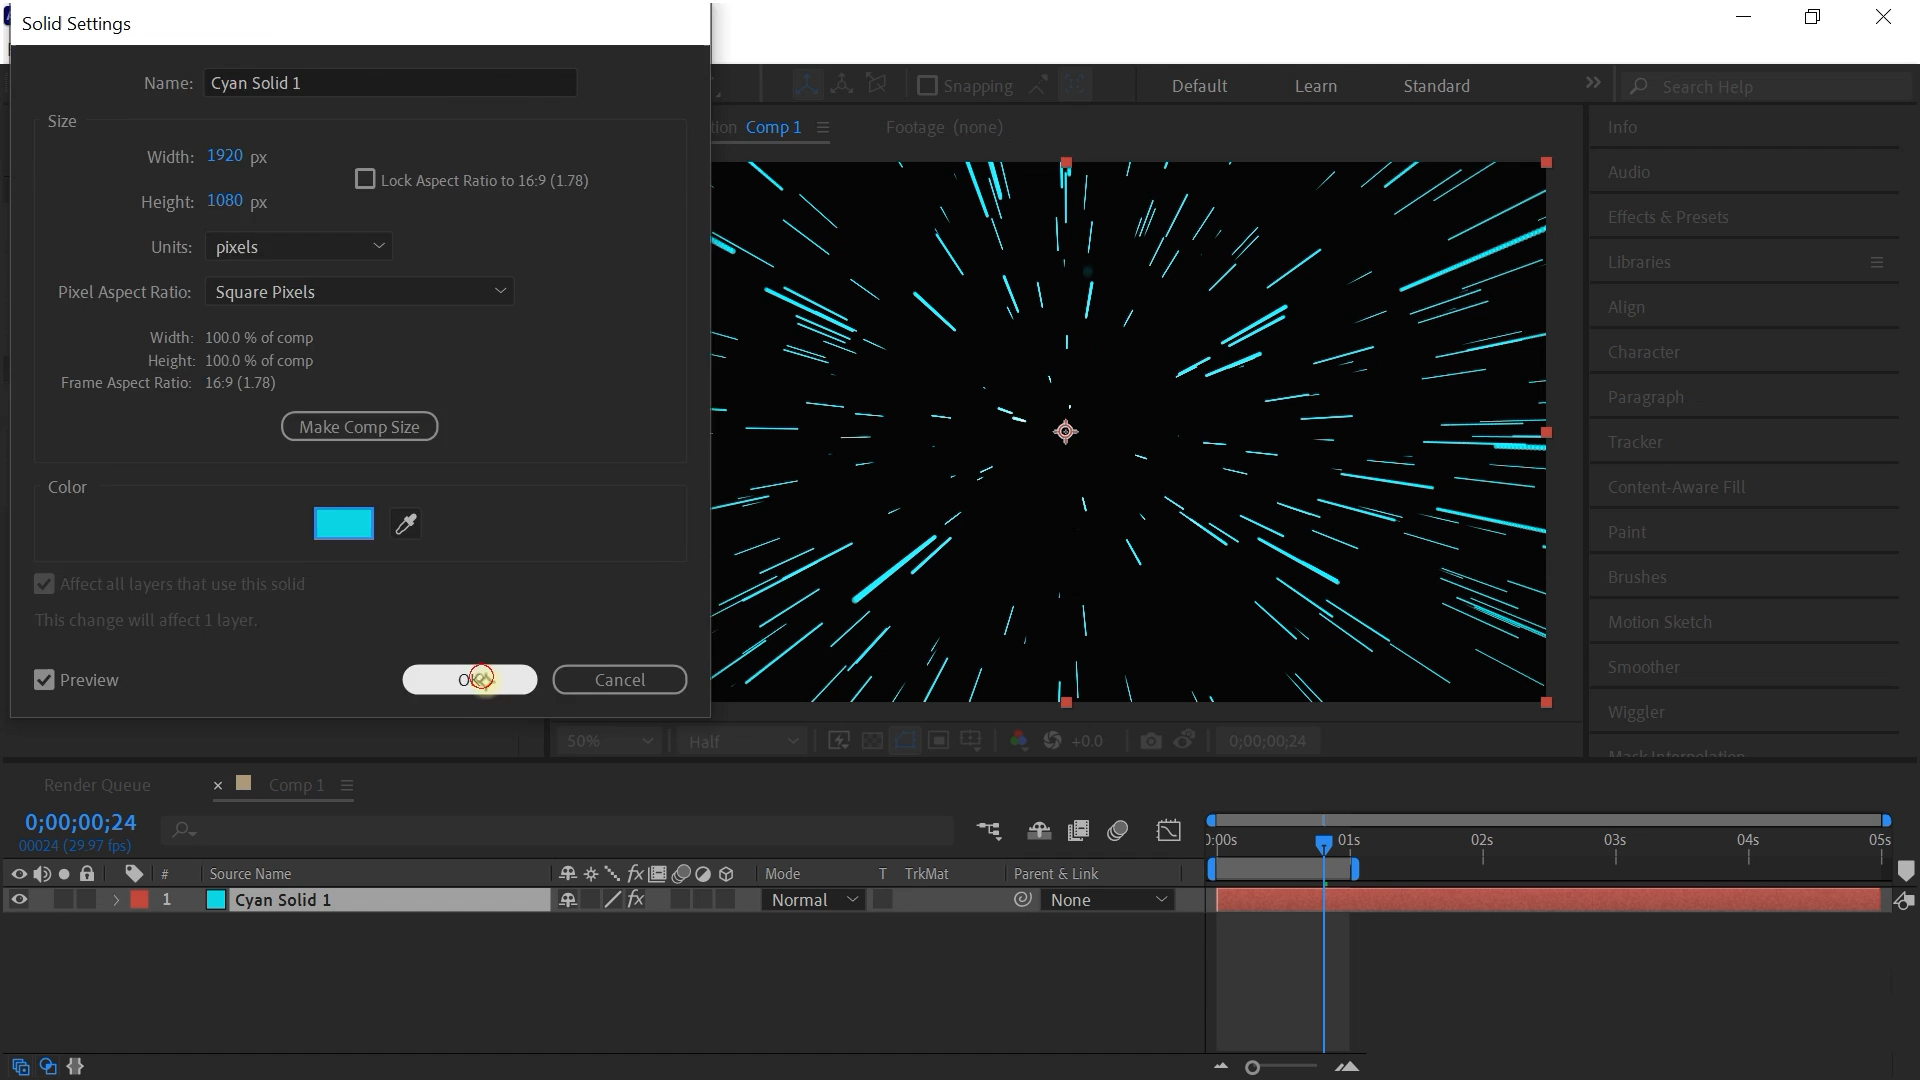 Solid Settings
Name: Cyan Solid 1
Size
Width: 1920 px
Lock Aspect Ratio to 16:9 (1.78)
Height: 1080 px
Units: pixels
Pixel Aspect Ratio: Square Pixels
Width: 100.0 % of comp
Height: 100.0 % of comp
Frame Aspect Ratio: 16:9 (1.78)
Make Comp Size
Color
Affect all layers that use this solid
This change will affect 1 layer.
Preview
OK
Cancel
Snapping
Default
Learn
Standard
Search Help
Comp 1
Footage (none)
Info
Audio
Effects & Presets
Libraries
Align
Character
Paragraph
Tracker
Content-Aware Fill
Paint
Brushes
Motion Sketch
Smoother
Wiggler
Mask Interpolation
50%
Half
+0.0
0;00;00;24
Render Queue
Comp 1
0;00;00;24
00024 (29.97 fps)
0:00s 01s 02s 03s 04s 05s
# Source Name Mode T TrkMat Parent & Link
1 Cyan Solid 1 Normal None